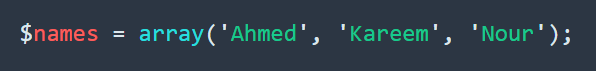 $names = array('Ahmed', 'Kareem', 'Nour');